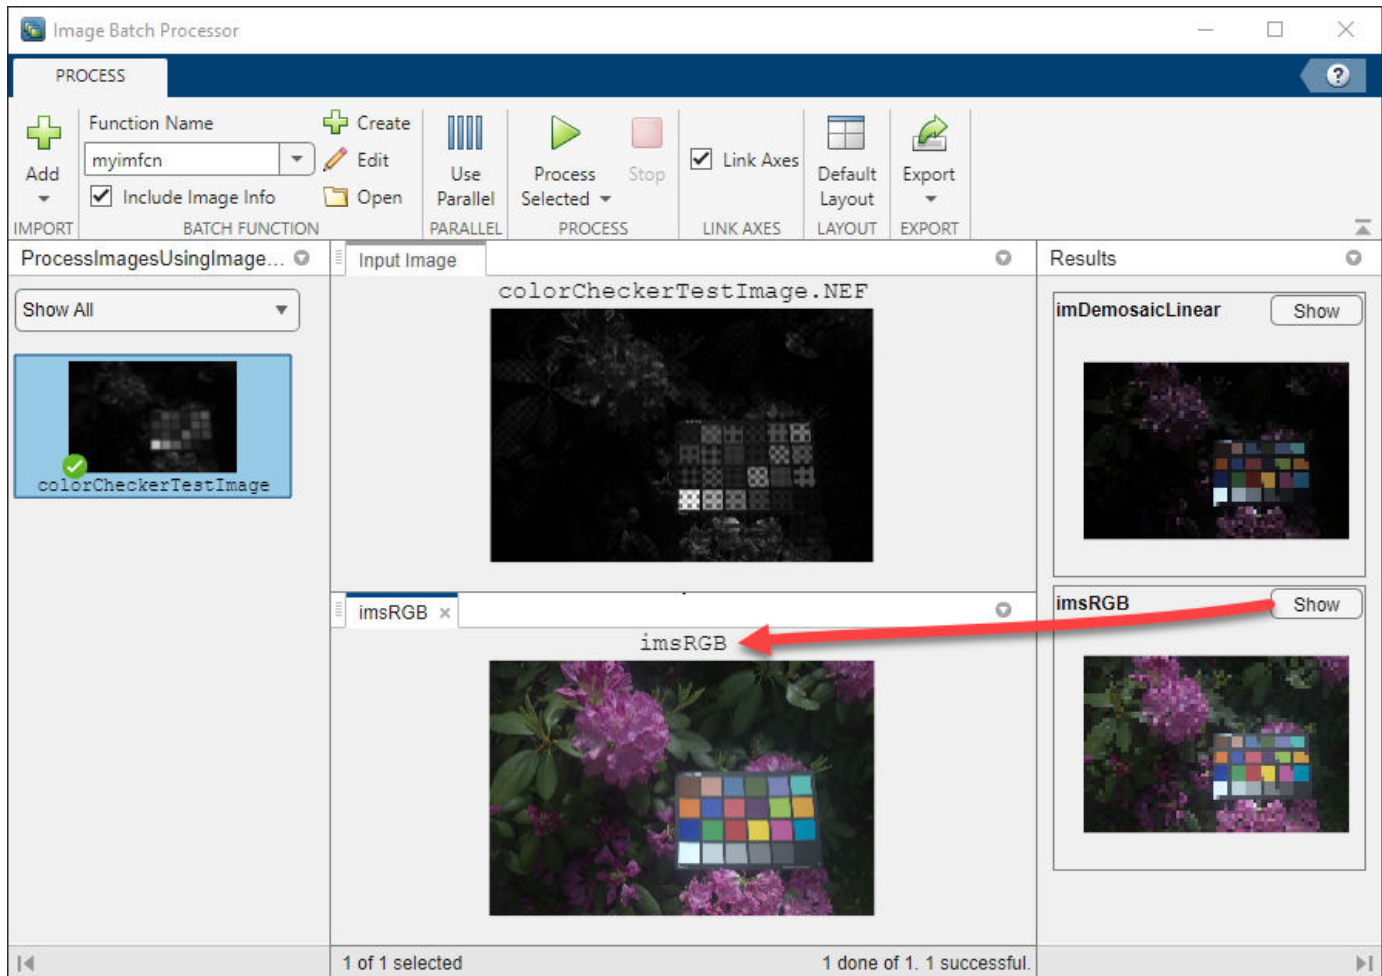 Image Batch Processor
PROCESS
?
Add
Function Name
myimfcn
Include Image Info
Create
Edit
Open
Use
Parallel
Process
Selected
Stop
Link Axes
Default
Layout
Export
IMPORT
BATCH FUNCTION
PARALLEL
PROCESS
LINK AXES
LAYOUT
EXPORT
ProcessImagesUsingImage...
Show All
colorCheckerTestImage
Input Image
colorCheckerTestImage.NEF
imsRGB
imsRGB
Results
imDemosaicLinear
Show
imsRGB
Show
1 of 1 selected
1 done of 1. 1 successful.